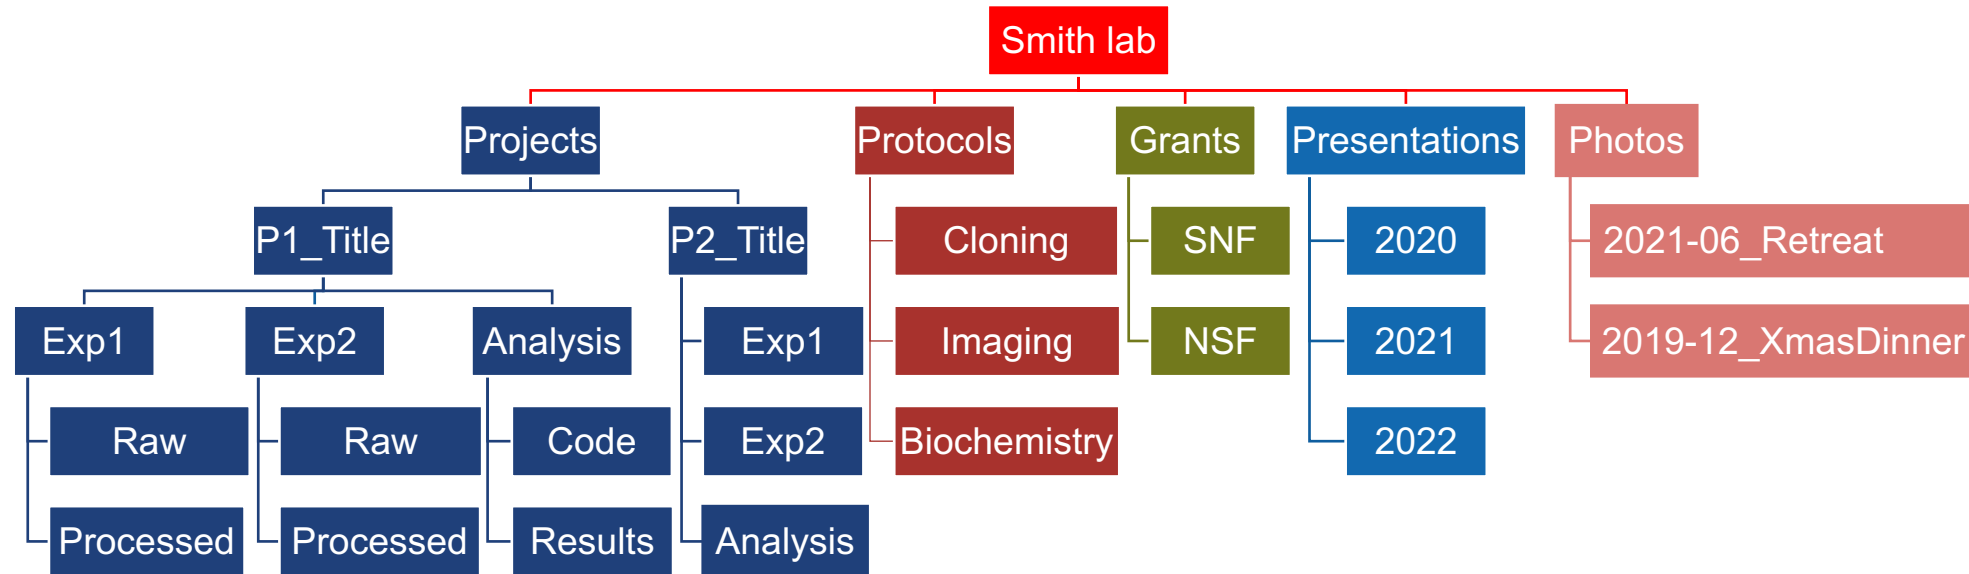 Smith lab
Projects
Protocols
Grants
Presentations
Photos
P1_Title
P2_Title
Cloning
SNF
2020
2021-06_Retreat
Exp1
Exp2
Analysis
Exp1
Imaging
NSF
2021
2019-12_XmasDinner
Raw
Raw
Code
Exp2
Biochemistry
2022
Processed
Processed
Results
Analysis